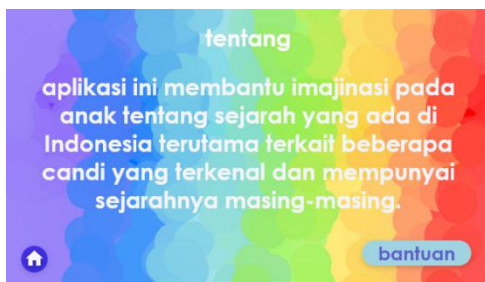 tentang
aplikasi ini membantu imajinasi pada
anak tentang sejarah yang ada di
Indonesia terutama terkait beberapa
candi yang terkenal dan mempunyai
sejarahnya masing-masing.
bantuan